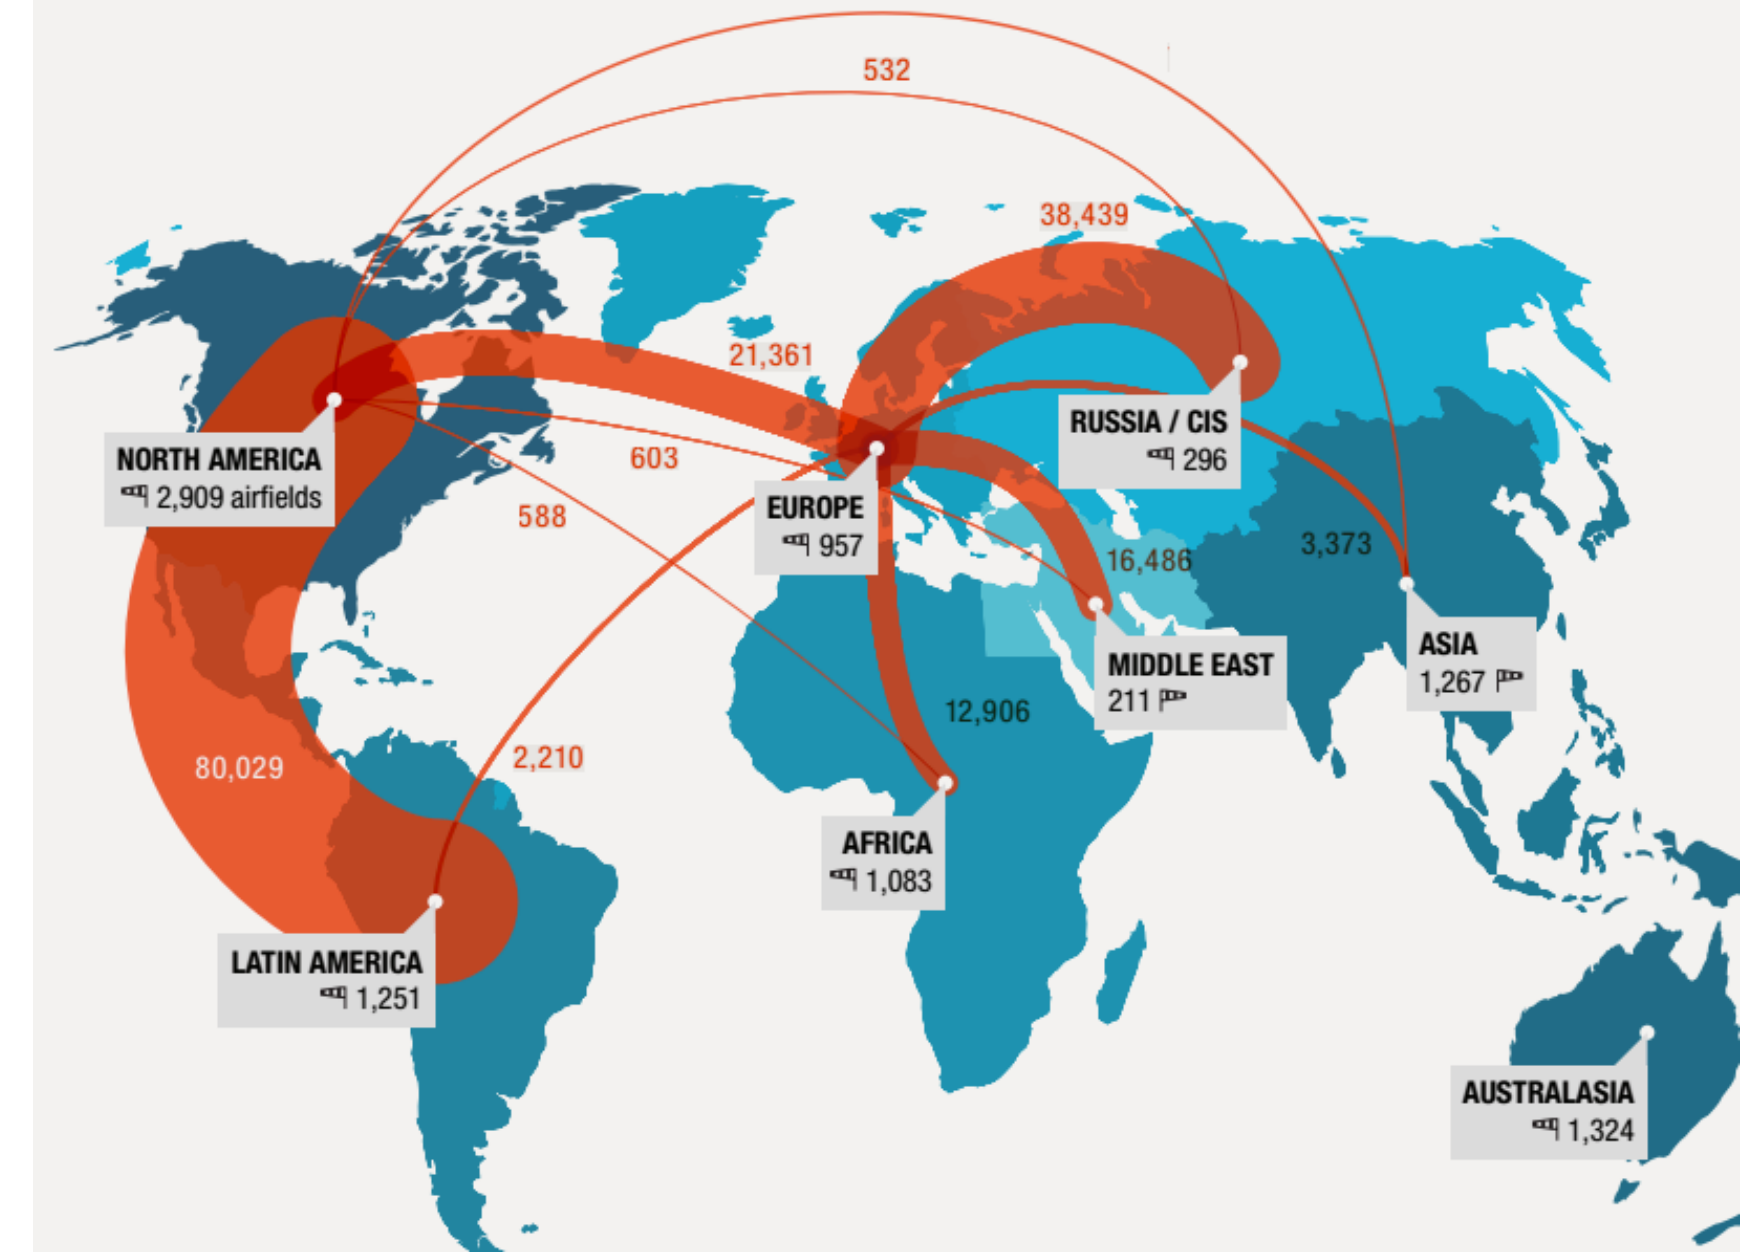 532
38,439
21,361
RUSSIA / CIS
296
603
NORTH AMERICA
2,909 airfields
588
EUROPE
957
3,373
16,486
ASIA
1,267
MIDDLE EAST
211
12,906
2,210
80,029
AFRICA
1,083
LATIN AMERICA
1,251
AUSTRALASIA
1,324